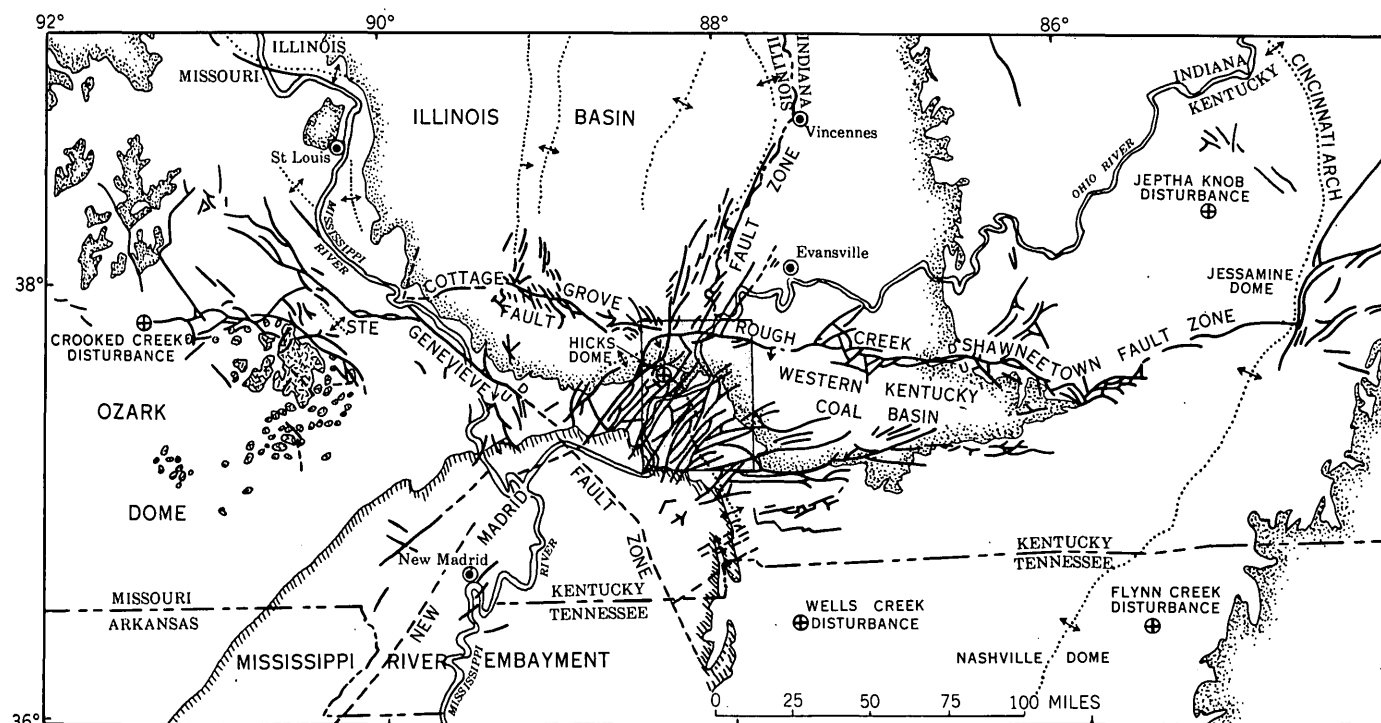 92°
90°
88°
86°
ILLINOIS
MISSOURI
ILLINOIS
INDIANA
INDIANA
KENTUCKY
CINCINNATI ARCH
ILLINOIS BASIN
Vincennes
St Louis
OHIO RIVER
JEPTHA KNOB
DISTURBANCE
MISSISSIPPI
RIVER
FAULT ZONE
Evansville
38°
COTTAGE GROVE
FAULT
JESSAMINE
DOME
CROOKED CREEK
DISTURBANCE
STE
GENEVIEVE
U
D
HICKS
DOME
U
D
ROUGH CREEK
D
U
SHAWNEETOWN FAULT ZONE
WESTERN KENTUCKY
COAL BASIN
OZARK
DOME
NEW MADRID
FAULT
ZONE
New Madrid
RIVER
KENTUCKY
TENNESSEE
KENTUCKY
TENNESSEE
MISSOURI
ARKANSAS
WELLS CREEK
DISTURBANCE
FLYNN CREEK
DISTURBANCE
MISSISSIPPI RIVER EMBAYMENT
MISSISSIPPI
NASHVILLE DOME
0 25 50 75 100 MILES
36°